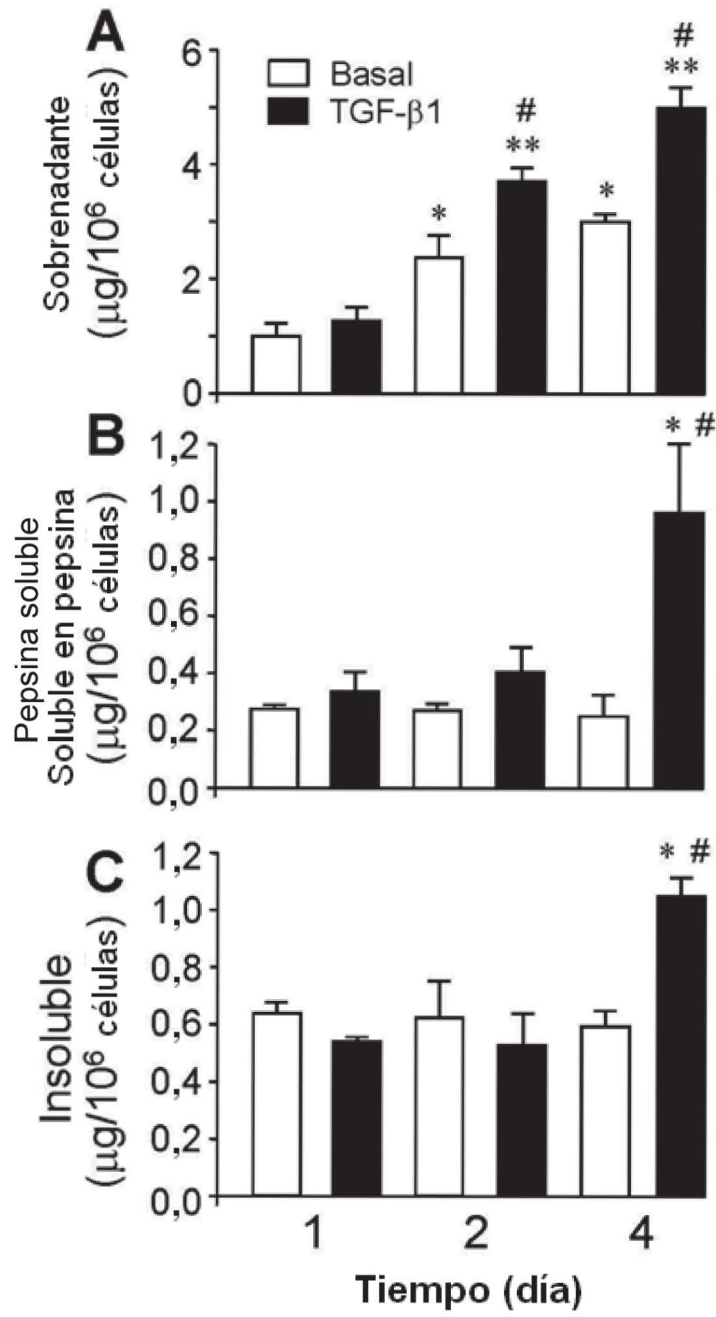 A
Sobrenadante
(µg/10⁶ células)
6
4
2
0
Basal
TGF-β1
*
#
**
*
#
**
B
Pepsina soluble
Soluble en pepsina
(µg/10⁶ células)
1,2
1,0
0,8
0,6
0,4
0,2
0,0
* #
C
Insoluble
(µg/10⁶ células)
1,2
1,0
0,8
0,6
0,4
0,2
0,0
* #
1 2 4
Tiempo (día)